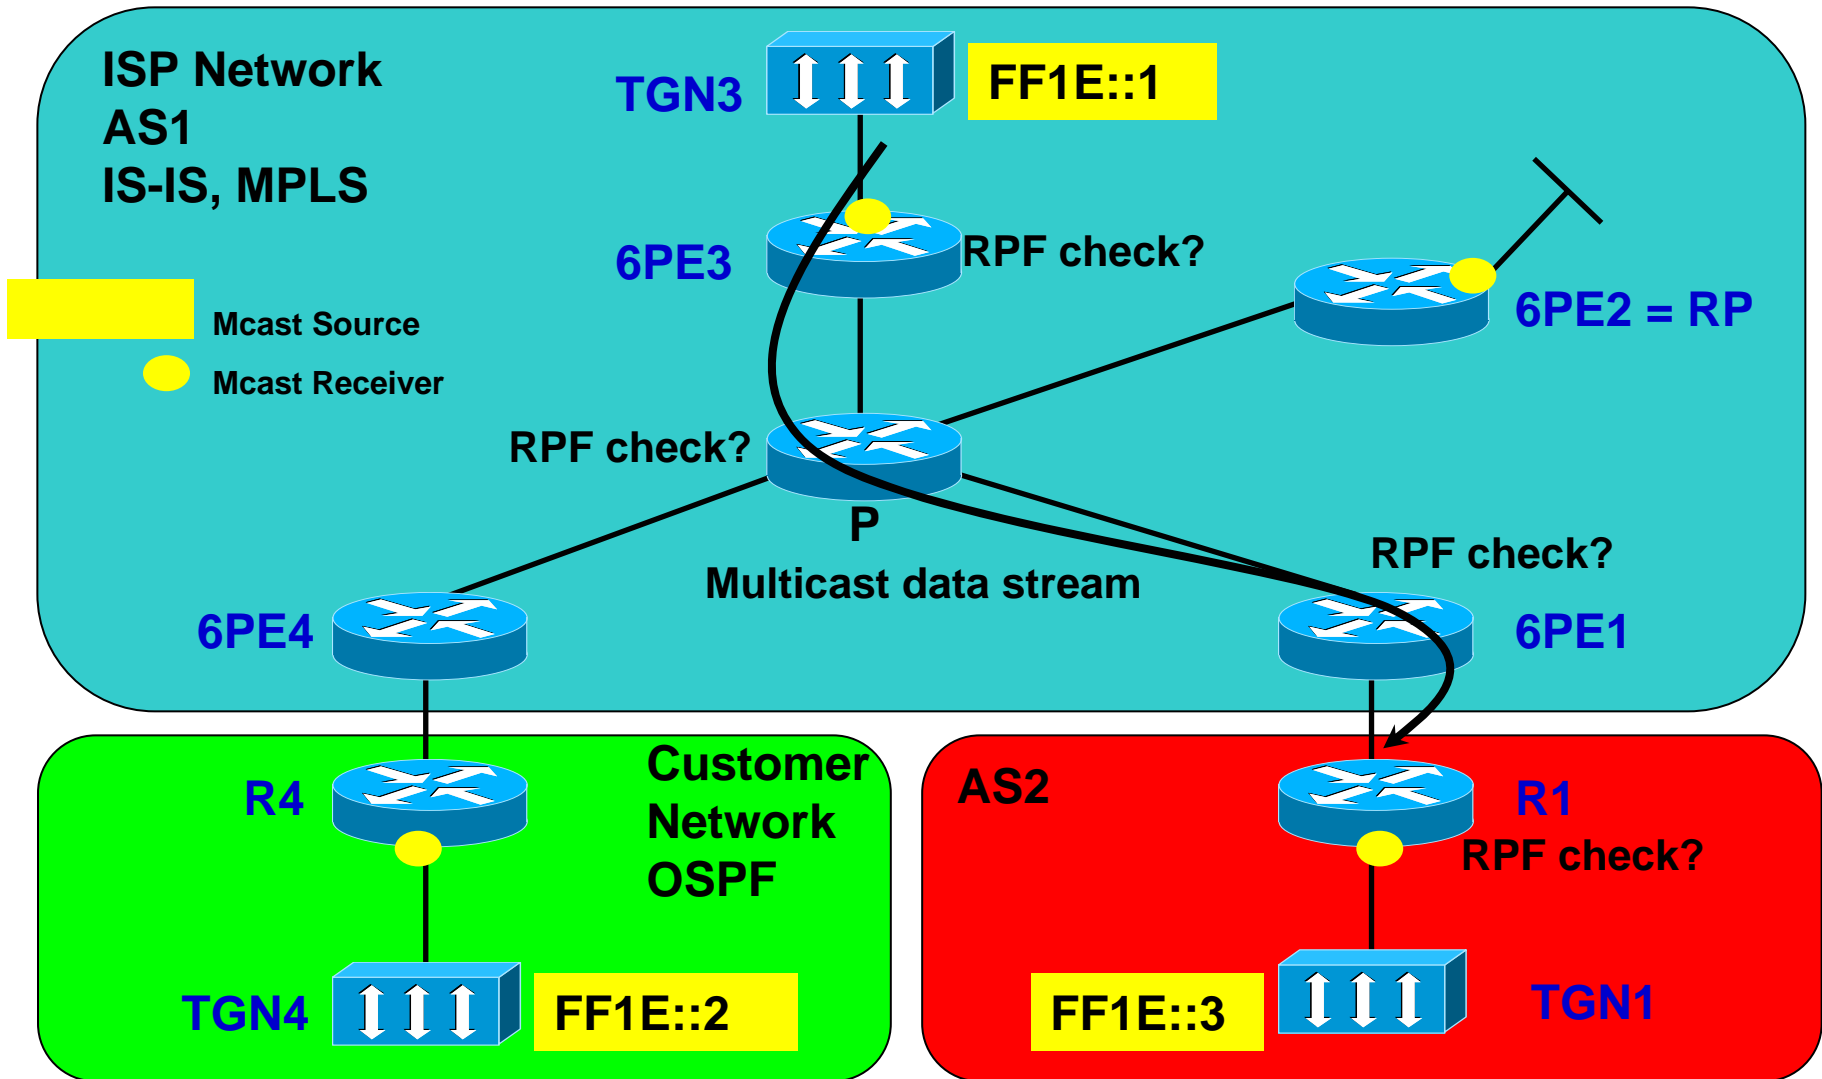 ISP Network
AS1
IS-IS, MPLS
TGN3
FF1E::1
6PE3
RPF check?
6PE2 = RP
Mcast Source
Mcast Receiver
RPF check?
P
Multicast data stream
RPF check?
6PE4
6PE1
Customer
Network
OSPF
R4
AS2
R1
RPF check?
TGN4
FF1E::2
FF1E::3
TGN1